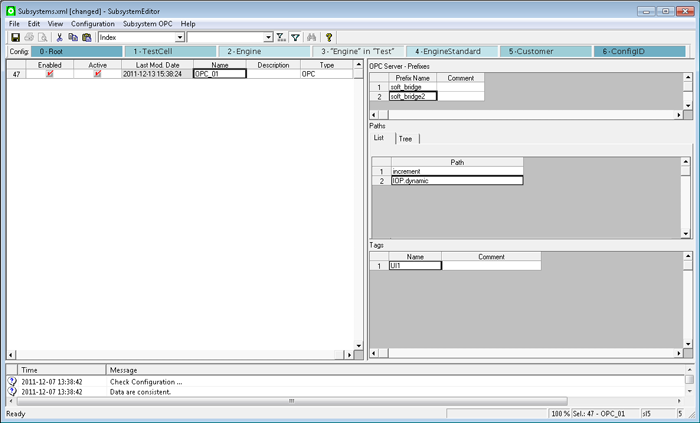 Subsystems.xml [changed] - SubsystemEditor
File Edit View Configuration Subsystem OPC Help
Index
Config: 0 - Root 1 - TestCell 2 - Engine 3 - "Engine" in "Test" 4 - EngineStandard 5 - Customer 6 - ConfigID
Enabled Active Last Mod. Date Name Description Type
47 2011-12-13 15:38:24 OPC_01 OPC
OPC Server - Prefixes
Prefix Name Comment
1 soft_bridge
2 soft_bridge2
Paths
List Tree
Path
1 increment
2 IOP.dynamic
Tags
Name Comment
1 UI1
Time Message
2011-12-07 13:38:42 Check Configuration ...
2011-12-07 13:38:42 Data are consistent.
Ready 100 % Sel.: 47 - OPC_01 sl5 5